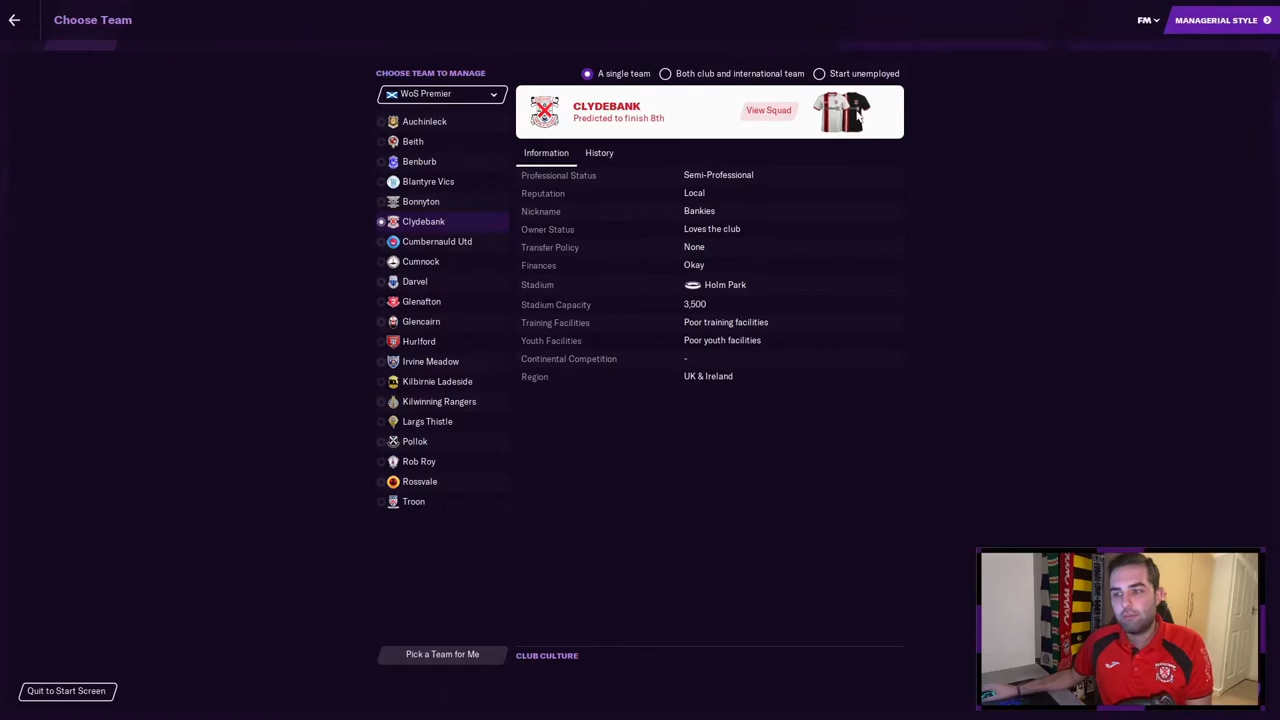 Choose Team
FM
MANAGERIAL STYLE
CHOOSE TEAM TO MANAGE
A single team
Both club and international team
Start unemployed
WoS Premier
Auchinleck
Beith
Benburb
Blantyre Vics
Bonnyton
Clydebank
Cumbernauld Utd
Cumnock
Darvel
Glenafton
Glencairn
Hurlford
Irvine Meadow
Kilbirnie Ladeside
Kilwinning Rangers
Largs Thistle
Pollok
Rob Roy
Rossvale
Troon
Pick a Team for Me
CLYDEBANK
Predicted to finish 8th
View Squad
Information History
Professional Status Semi-Professional
Reputation Local
Nickname Bankies
Owner Status Loves the club
Transfer Policy None
Finances Okay
Stadium Holm Park
Stadium Capacity 3,500
Training Facilities Poor training facilities
Youth Facilities Poor youth facilities
Continental Competition -
Region UK & Ireland
CLUB CULTURE
Quit to Start Screen